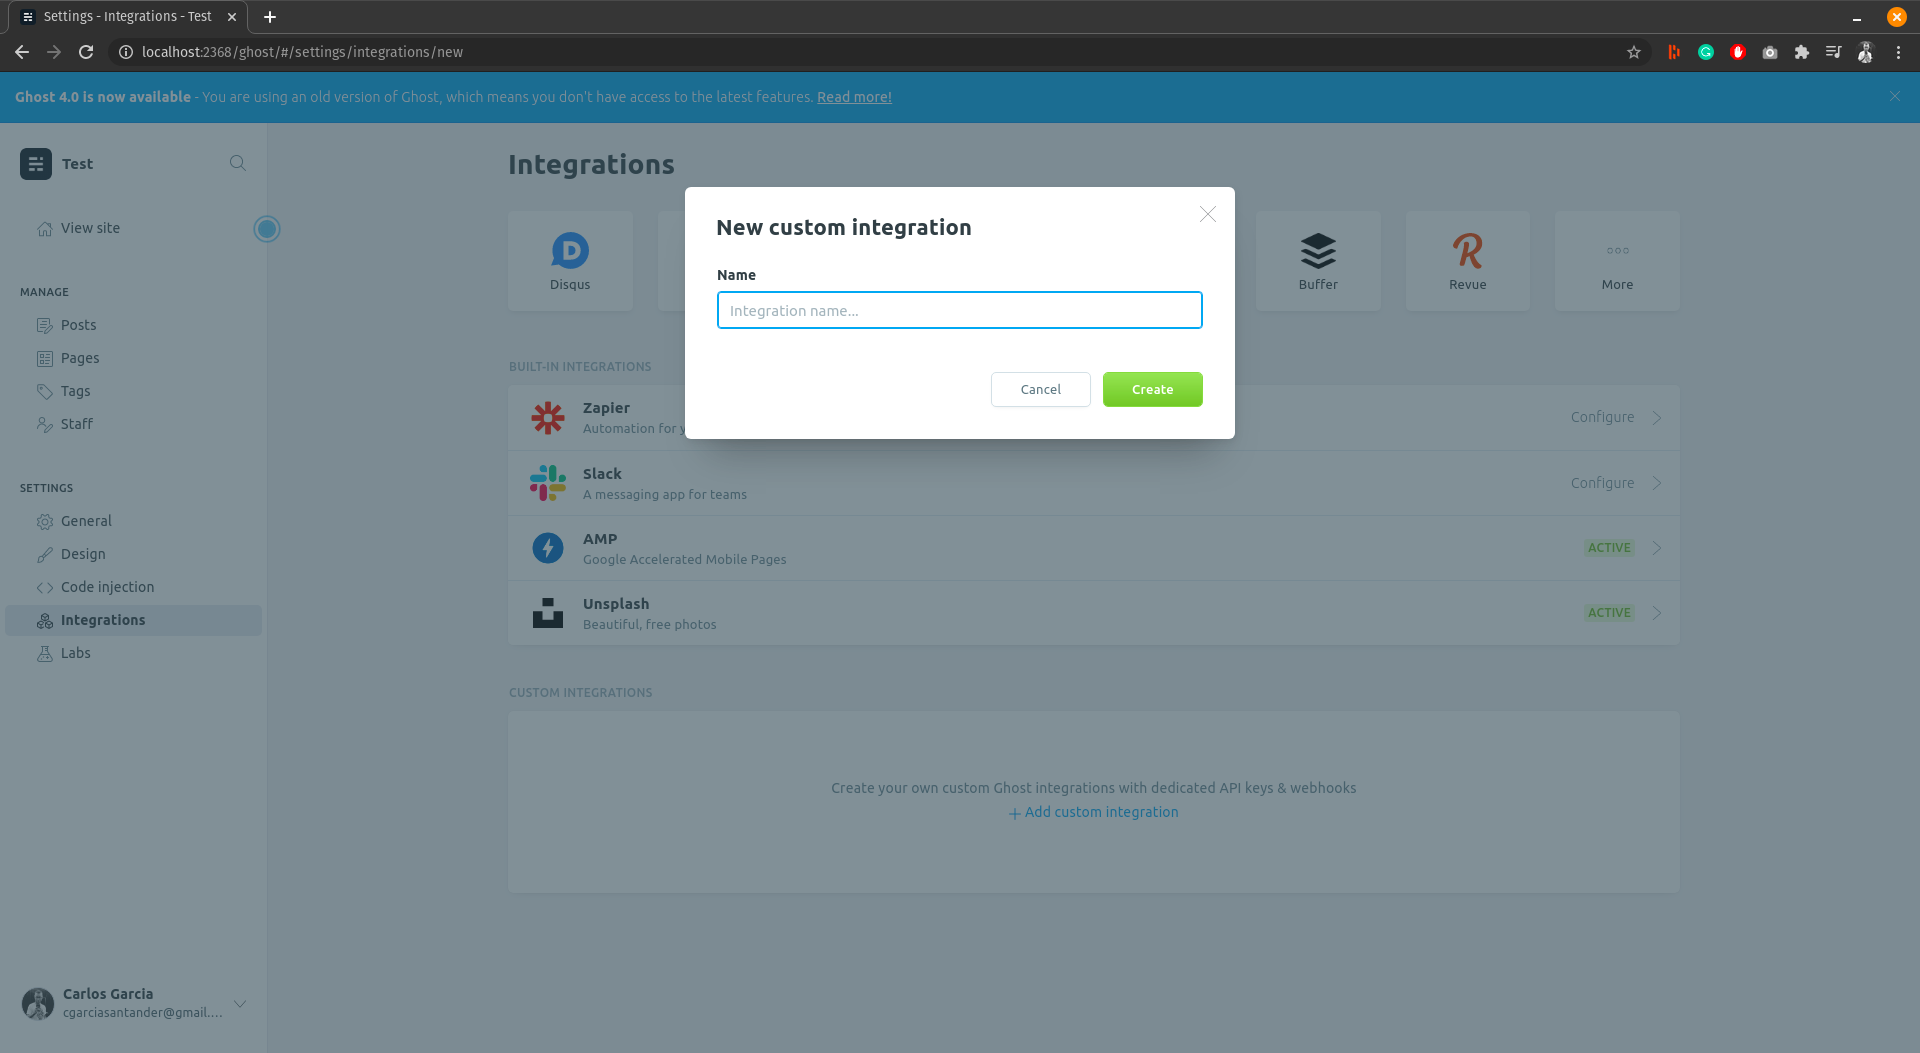 Settings - Integrations - Test
localhost:2368/ghost/#/settings/integrations/new
Ghost 4.0 is now available - You are using an old version of Ghost, which means you don't have access to the latest features. Read more!
Test
View site
MANAGE
Posts
Pages
Tags
Staff
SETTINGS
General
Design
Code injection
Integrations
Labs
Carlos Garcia
cgarciasantander@gmail....
Integrations
Disqus
Buffer
Revue
More
New custom integration
Name
Integration name...
Cancel
Create
BUILT-IN INTEGRATIONS
Zapier
Automation for
Configure
Slack
A messaging app for teams
Configure
AMP
Google Accelerated Mobile Pages
ACTIVE
Unsplash
Beautiful, free photos
ACTIVE
CUSTOM INTEGRATIONS
Create your own custom Ghost integrations with dedicated API keys & webhooks
+ Add custom integration